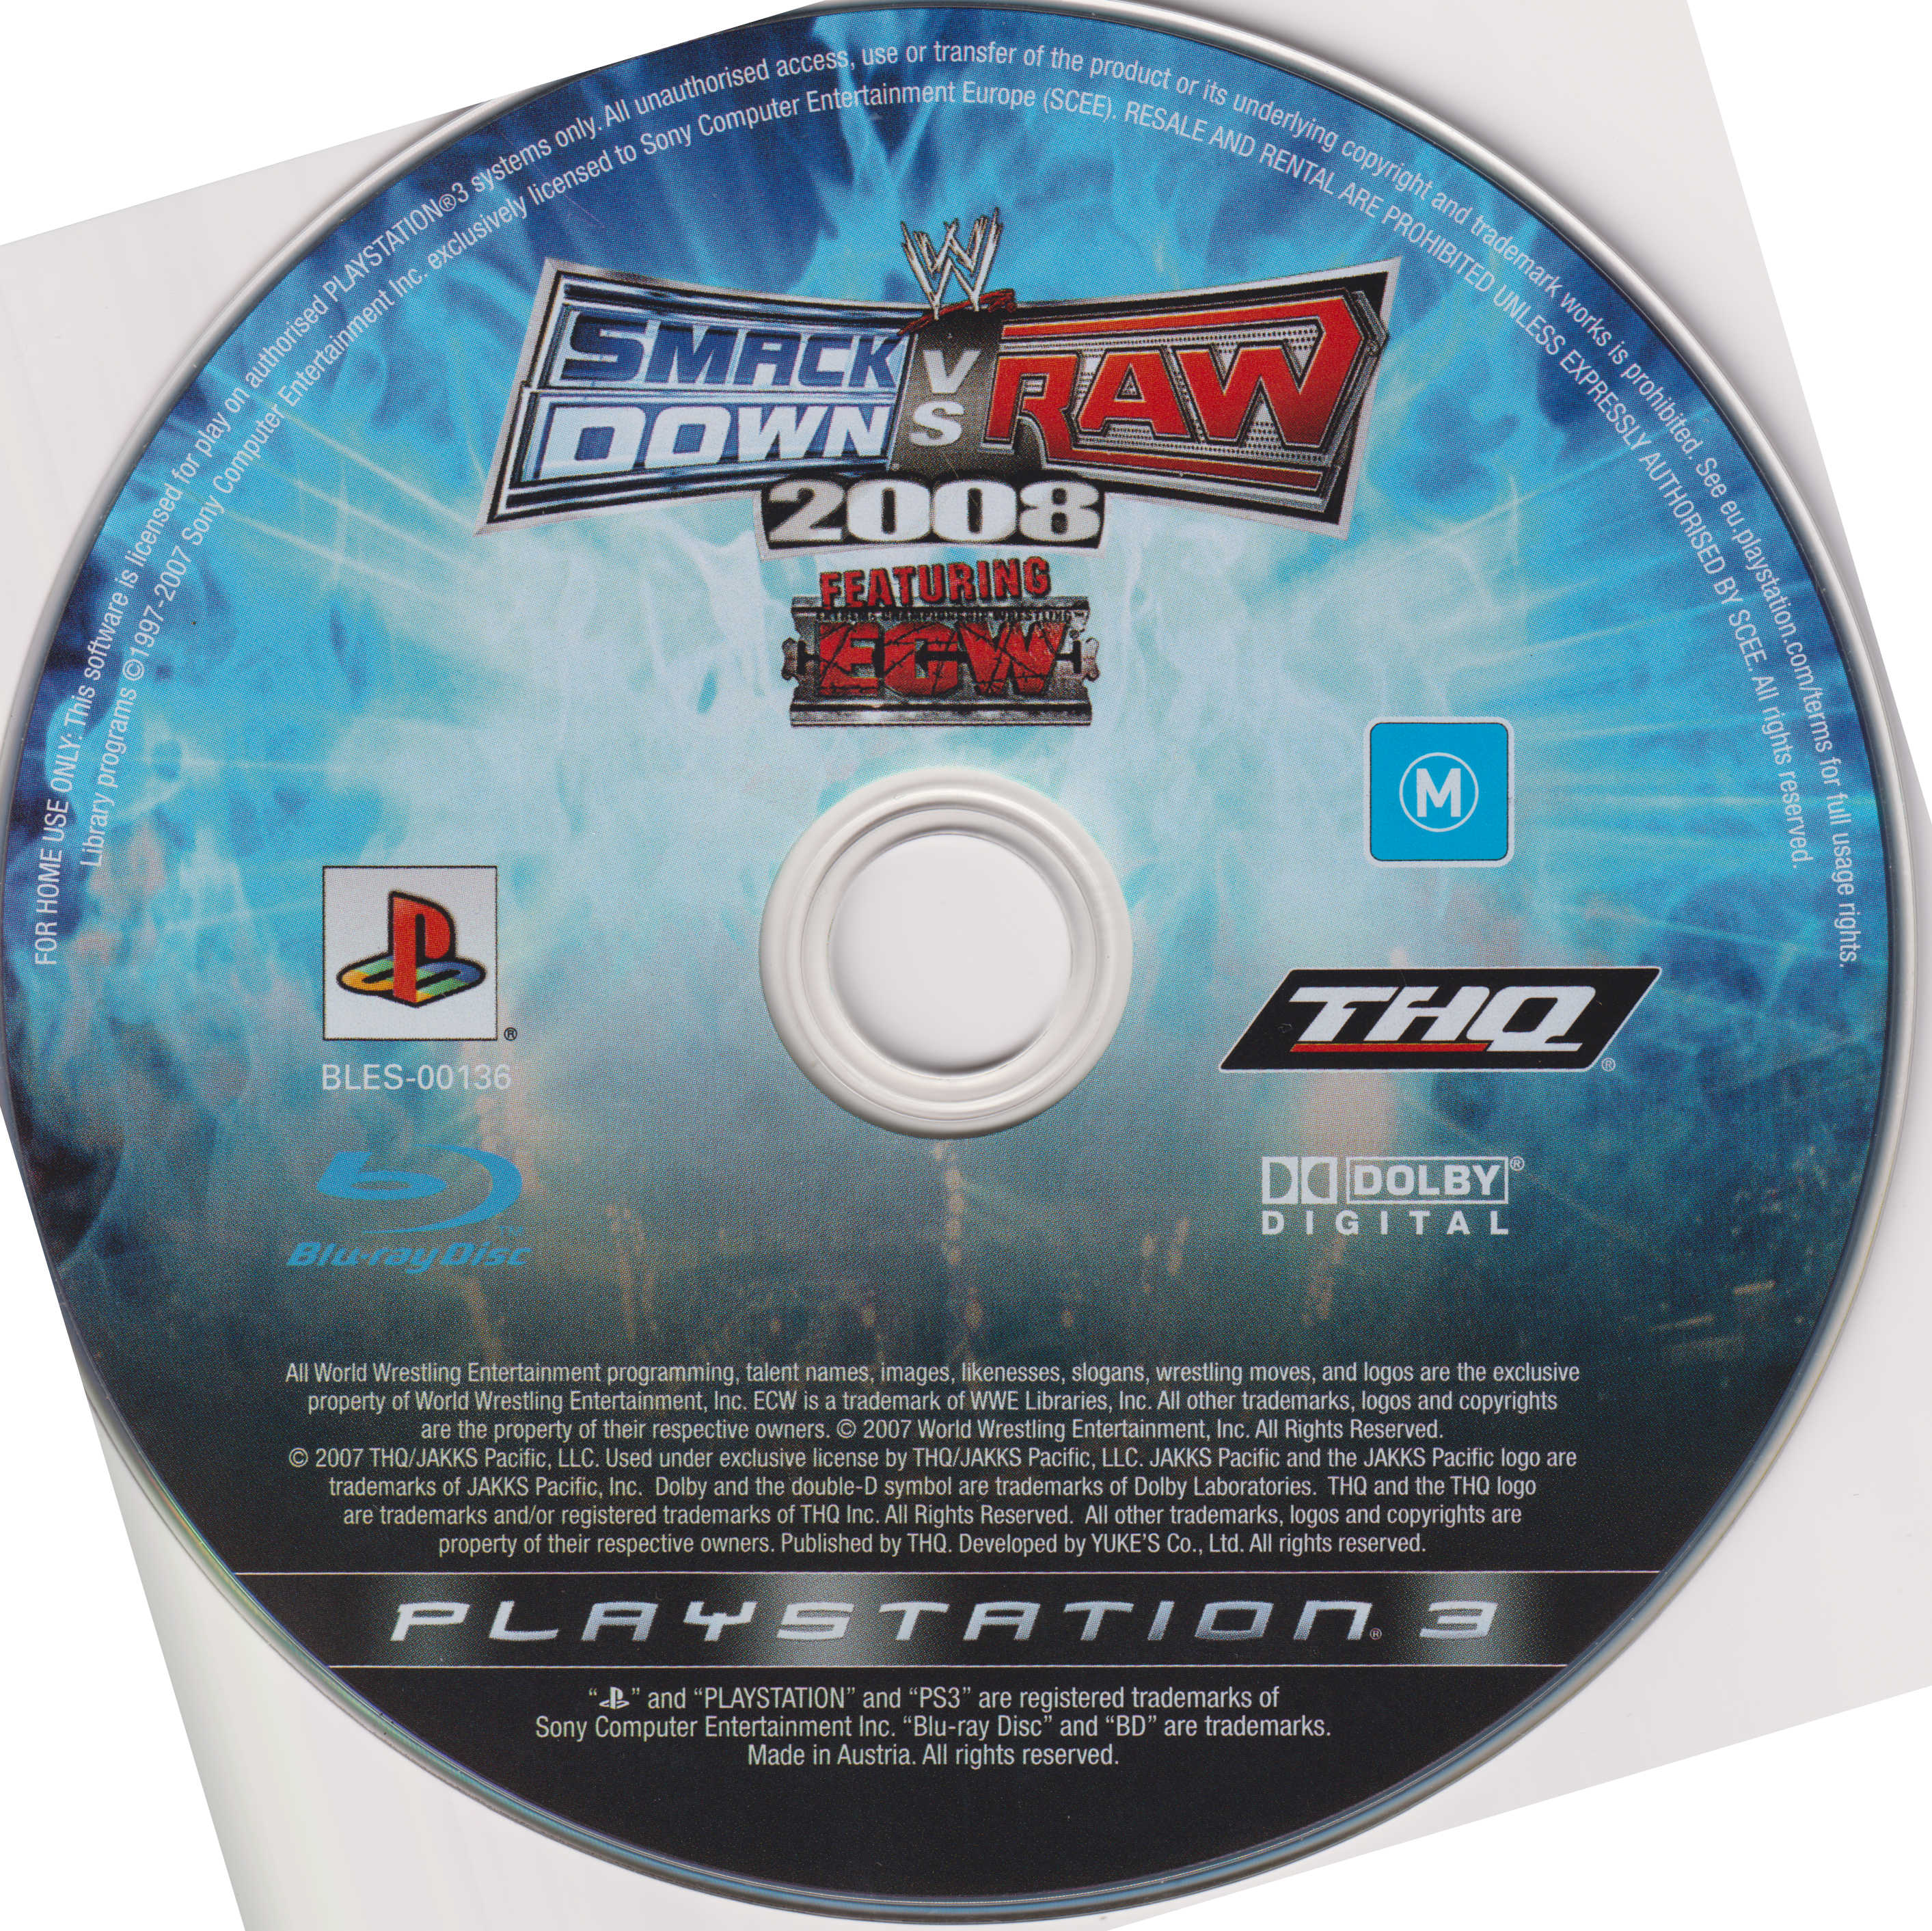 FOR HOME USE ONLY: This software is licensed for play on authorised PLAYSTATION®3 systems only. All unauthorised access, use or transfer of the product or its underlying copyright and trademark works is prohibited. See eu.playstation.com/terms for full usage rights.
Library programs ©1997-2007 Sony Computer Entertainment Inc. exclusively licensed to Sony Computer Entertainment Europe (SCEE). RESALE AND RENTAL ARE PROHIBITED UNLESS EXPRESSLY AUTHORISED BY SCEE. All rights reserved.
W
SMACK
DOWN
VS
RAW
2008
FEATURING
EXTREME CHAMPIONSHIP WRESTLING
ECW
M
®
BLES-00136
THQ®
Blu-ray Disc™
DOLBY®
DIGITAL
All World Wrestling Entertainment programming, talent names, images, likenesses, slogans, wrestling moves, and logos are the exclusive
property of World Wrestling Entertainment, Inc. ECW is a trademark of WWE Libraries, Inc. All other trademarks, logos and copyrights
are the property of their respective owners. © 2007 World Wrestling Entertainment, Inc. All Rights Reserved.
© 2007 THQ/JAKKS Pacific, LLC. Used under exclusive license by THQ/JAKKS Pacific, LLC. JAKKS Pacific and the JAKKS Pacific logo are
trademarks of JAKKS Pacific, Inc. Dolby and the double-D symbol are trademarks of Dolby Laboratories. THQ and the THQ logo
are trademarks and/or registered trademarks of THQ Inc. All Rights Reserved. All other trademarks, logos and copyrights are
property of their respective owners. Published by THQ. Developed by YUKE'S Co., Ltd. All rights reserved.
PLAYSTATION®3
“PS” and “PLAYSTATION” and “PS3” are registered trademarks of
Sony Computer Entertainment Inc. “Blu-ray Disc” and “BD” are trademarks.
Made in Austria. All rights reserved.